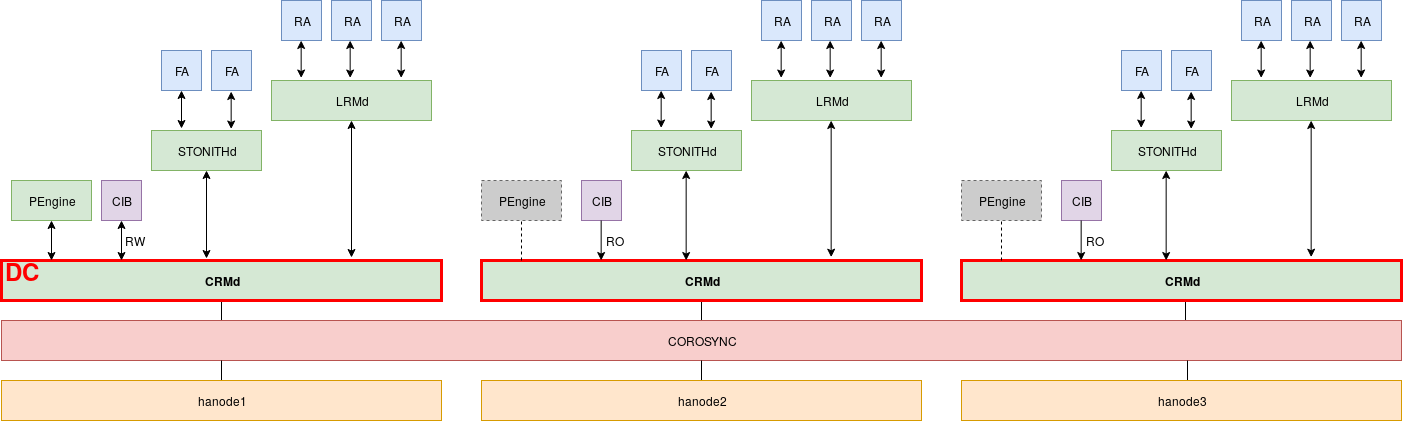 RA RA RA RA RA RA RA RA RA
FA FA FA FA FA FA
LRMd LRMd LRMd
STONITHd STONITHd STONITHd
PEngine CIB PEngine CIB PEngine CIB
RW RO RO
DC
CRMd CRMd CRMd
COROSYNC
hanode1 hanode2 hanode3